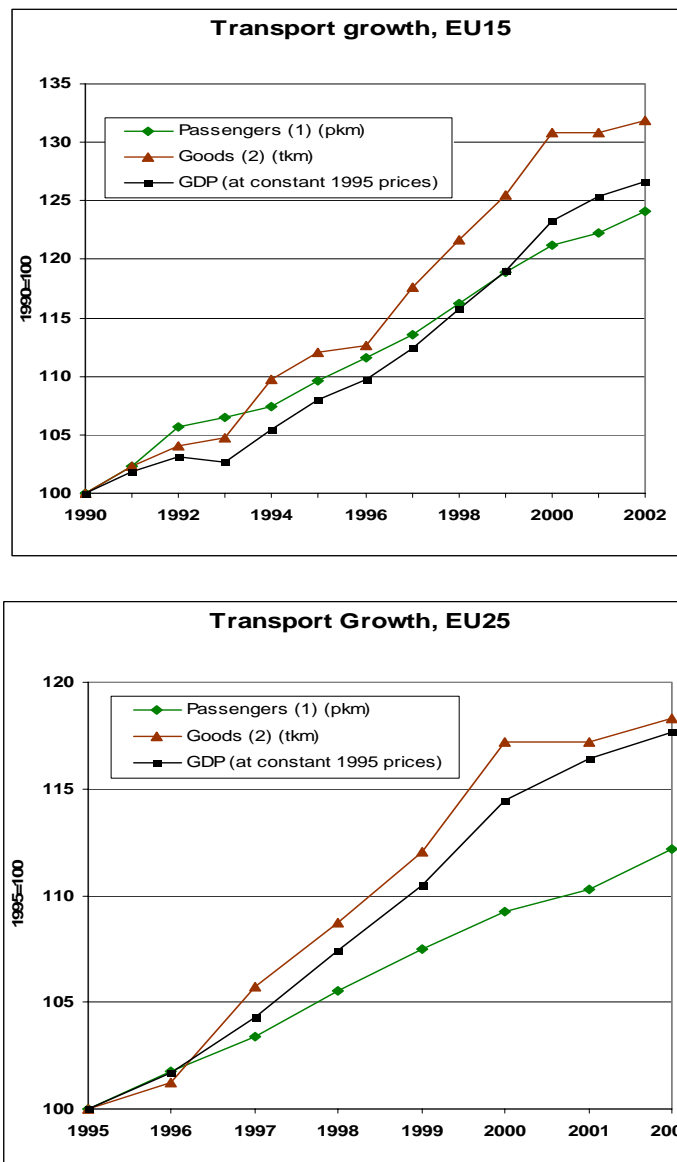 Transport growth, EU15
135
130
125
120
115
110
105
100
1990=100
Passengers (1) (pkm)
Goods (2) (tkm)
GDP (at constant 1995 prices)
1990 1992 1994 1996 1998 2000 2002
Transport Growth, EU25
120
115
110
105
100
1995=100
Passengers (1) (pkm)
Goods (2) (tkm)
GDP (at constant 1995 prices)
1995 1996 1997 1998 1999 2000 2001 200